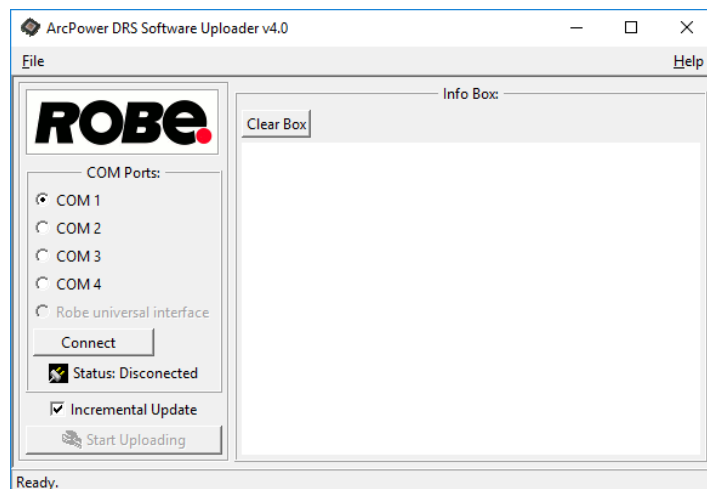 ArcPower DRS Software Uploader v4.0
File
Help
ROBE
COM Ports:
COM 1
COM 2
COM 3
COM 4
Robe universal interface
Connect
Status: Disconected
Incremental Update
Start Uploading
Info Box:
Clear Box
Ready.